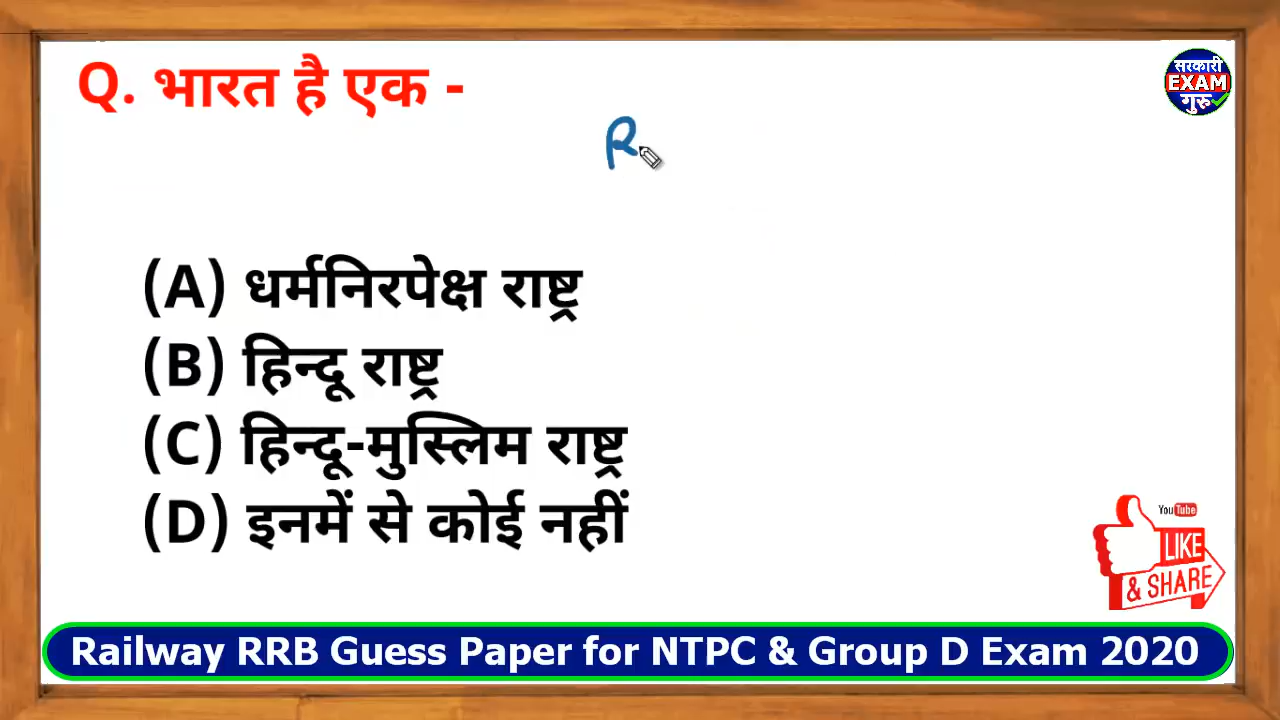 Q. भारत है एक -
सरकारी
EXAM
गुरु
R
(A) धर्मनिरपेक्ष राष्ट्र
(B) हिन्दू राष्ट्र
(C) हिन्दू-मुस्लिम राष्ट्र
(D) इनमें से कोई नहीं
YouTube
LIKE
& SHARE
Railway RRB Guess Paper for NTPC & Group D Exam 2020